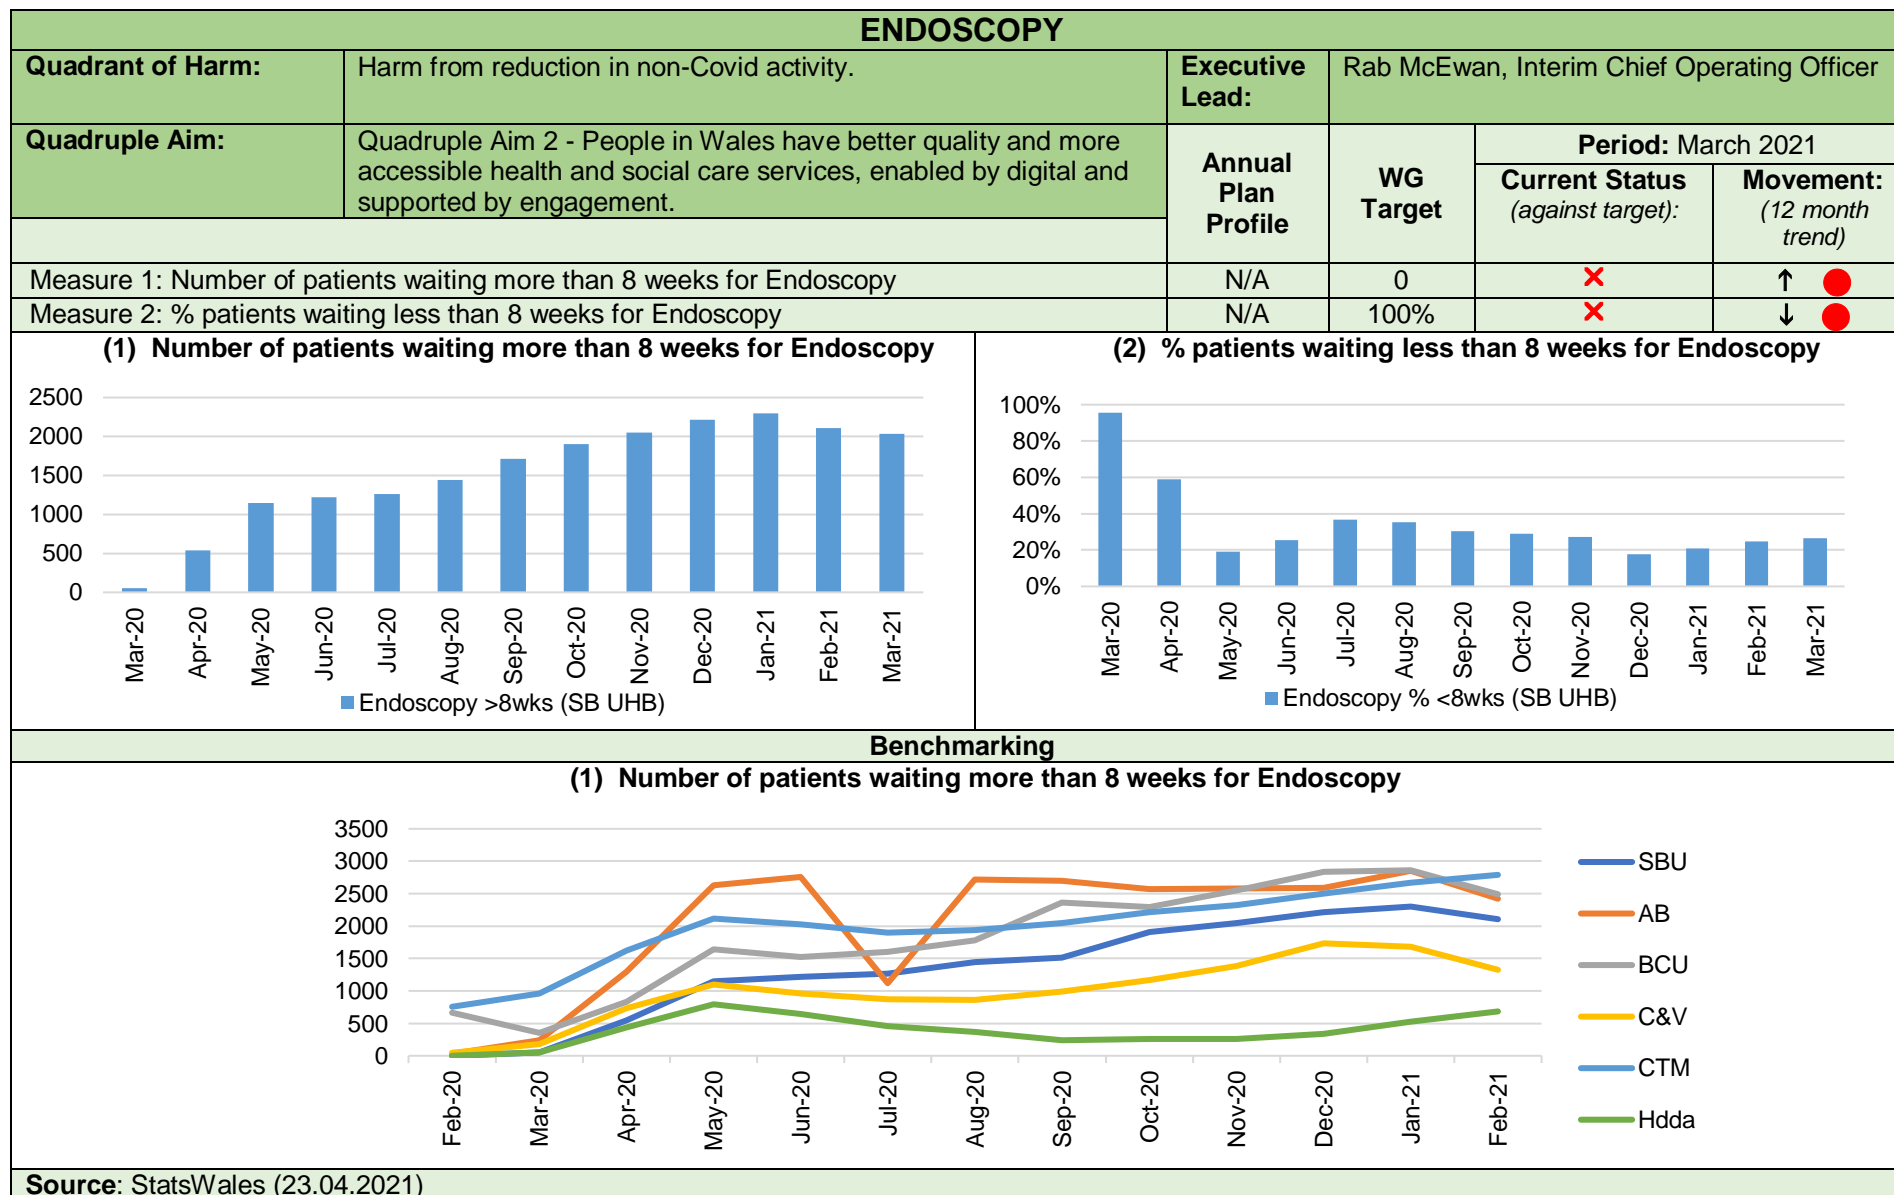 ENDOSCOPY
Quadrant of Harm:
Harm from reduction in non-Covid activity.
Executive
Lead:
Rab McEwan, Interim Chief Operating Officer
Quadruple Aim:
Quadruple Aim 2 - People in Wales have better quality and more
accessible health and social care services, enabled by digital and
supported by engagement.
Annual
Plan
Profile
WG
Target
Period: March 2021
Current Status
(against target):
Movement:
(12 month
trend)
Measure 1: Number of patients waiting more than 8 weeks for Endoscopy
N/A
0
✕
↑
Measure 2: % patients waiting less than 8 weeks for Endoscopy
N/A
100%
✕
↓
(1) Number of patients waiting more than 8 weeks for Endoscopy
2500
2000
1500
1000
500
0
Mar-20
Apr-20
May-20
Jun-20
Jul-20
Aug-20
Sep-20
Oct-20
Nov-20
Dec-20
Jan-21
Feb-21
Mar-21
Endoscopy >8wks (SB UHB)
(2) % patients waiting less than 8 weeks for Endoscopy
100%
80%
60%
40%
20%
0%
Mar-20
Apr-20
May-20
Jun-20
Jul-20
Aug-20
Sep-20
Oct-20
Nov-20
Dec-20
Jan-21
Feb-21
Mar-21
Endoscopy % <8wks (SB UHB)
Benchmarking
(1) Number of patients waiting more than 8 weeks for Endoscopy
3500
3000
2500
2000
1500
1000
500
0
Feb-20
Mar-20
Apr-20
May-20
Jun-20
Jul-20
Aug-20
Sep-20
Oct-20
Nov-20
Dec-20
Jan-21
Feb-21
SBU
AB
BCU
C&V
CTM
Hdda
Source: StatsWales (23.04.2021)